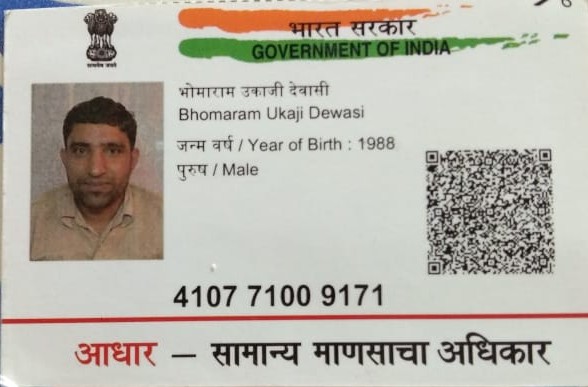 भारत सरकार
GOVERNMENT OF INDIA
सत्यमेव जयते
भोमाराम उकाजी देवासी
Bhomaram Ukaji Dewasi
जन्म वर्ष / Year of Birth : 1988
पुरुष / Male
4107 7100 9171
आधार — सामान्य माणसाचा अधिकार